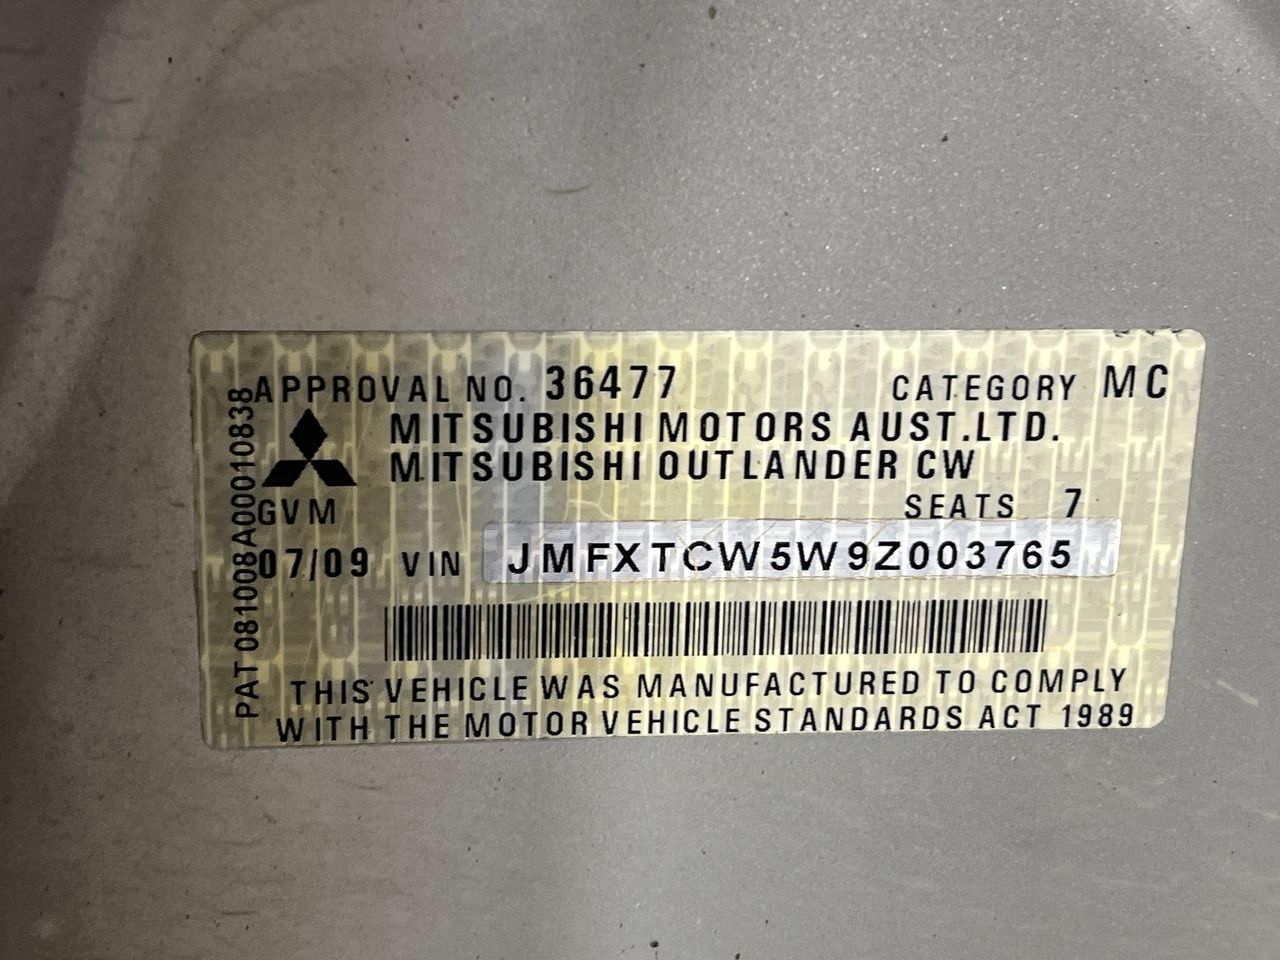 APPROVAL NO. 36477 CATEGORY MC
MITSUBISHI MOTORS AUST.LTD.
MITSUBISHI OUTLANDER CW
GVM SEATS 7
07/09 VIN JMFXTCW5W9Z003765
THIS VEHICLE WAS MANUFACTURED TO COMPLY
WITH THE MOTOR VEHICLE STANDARDS ACT 1989
PAT 081008A00010838